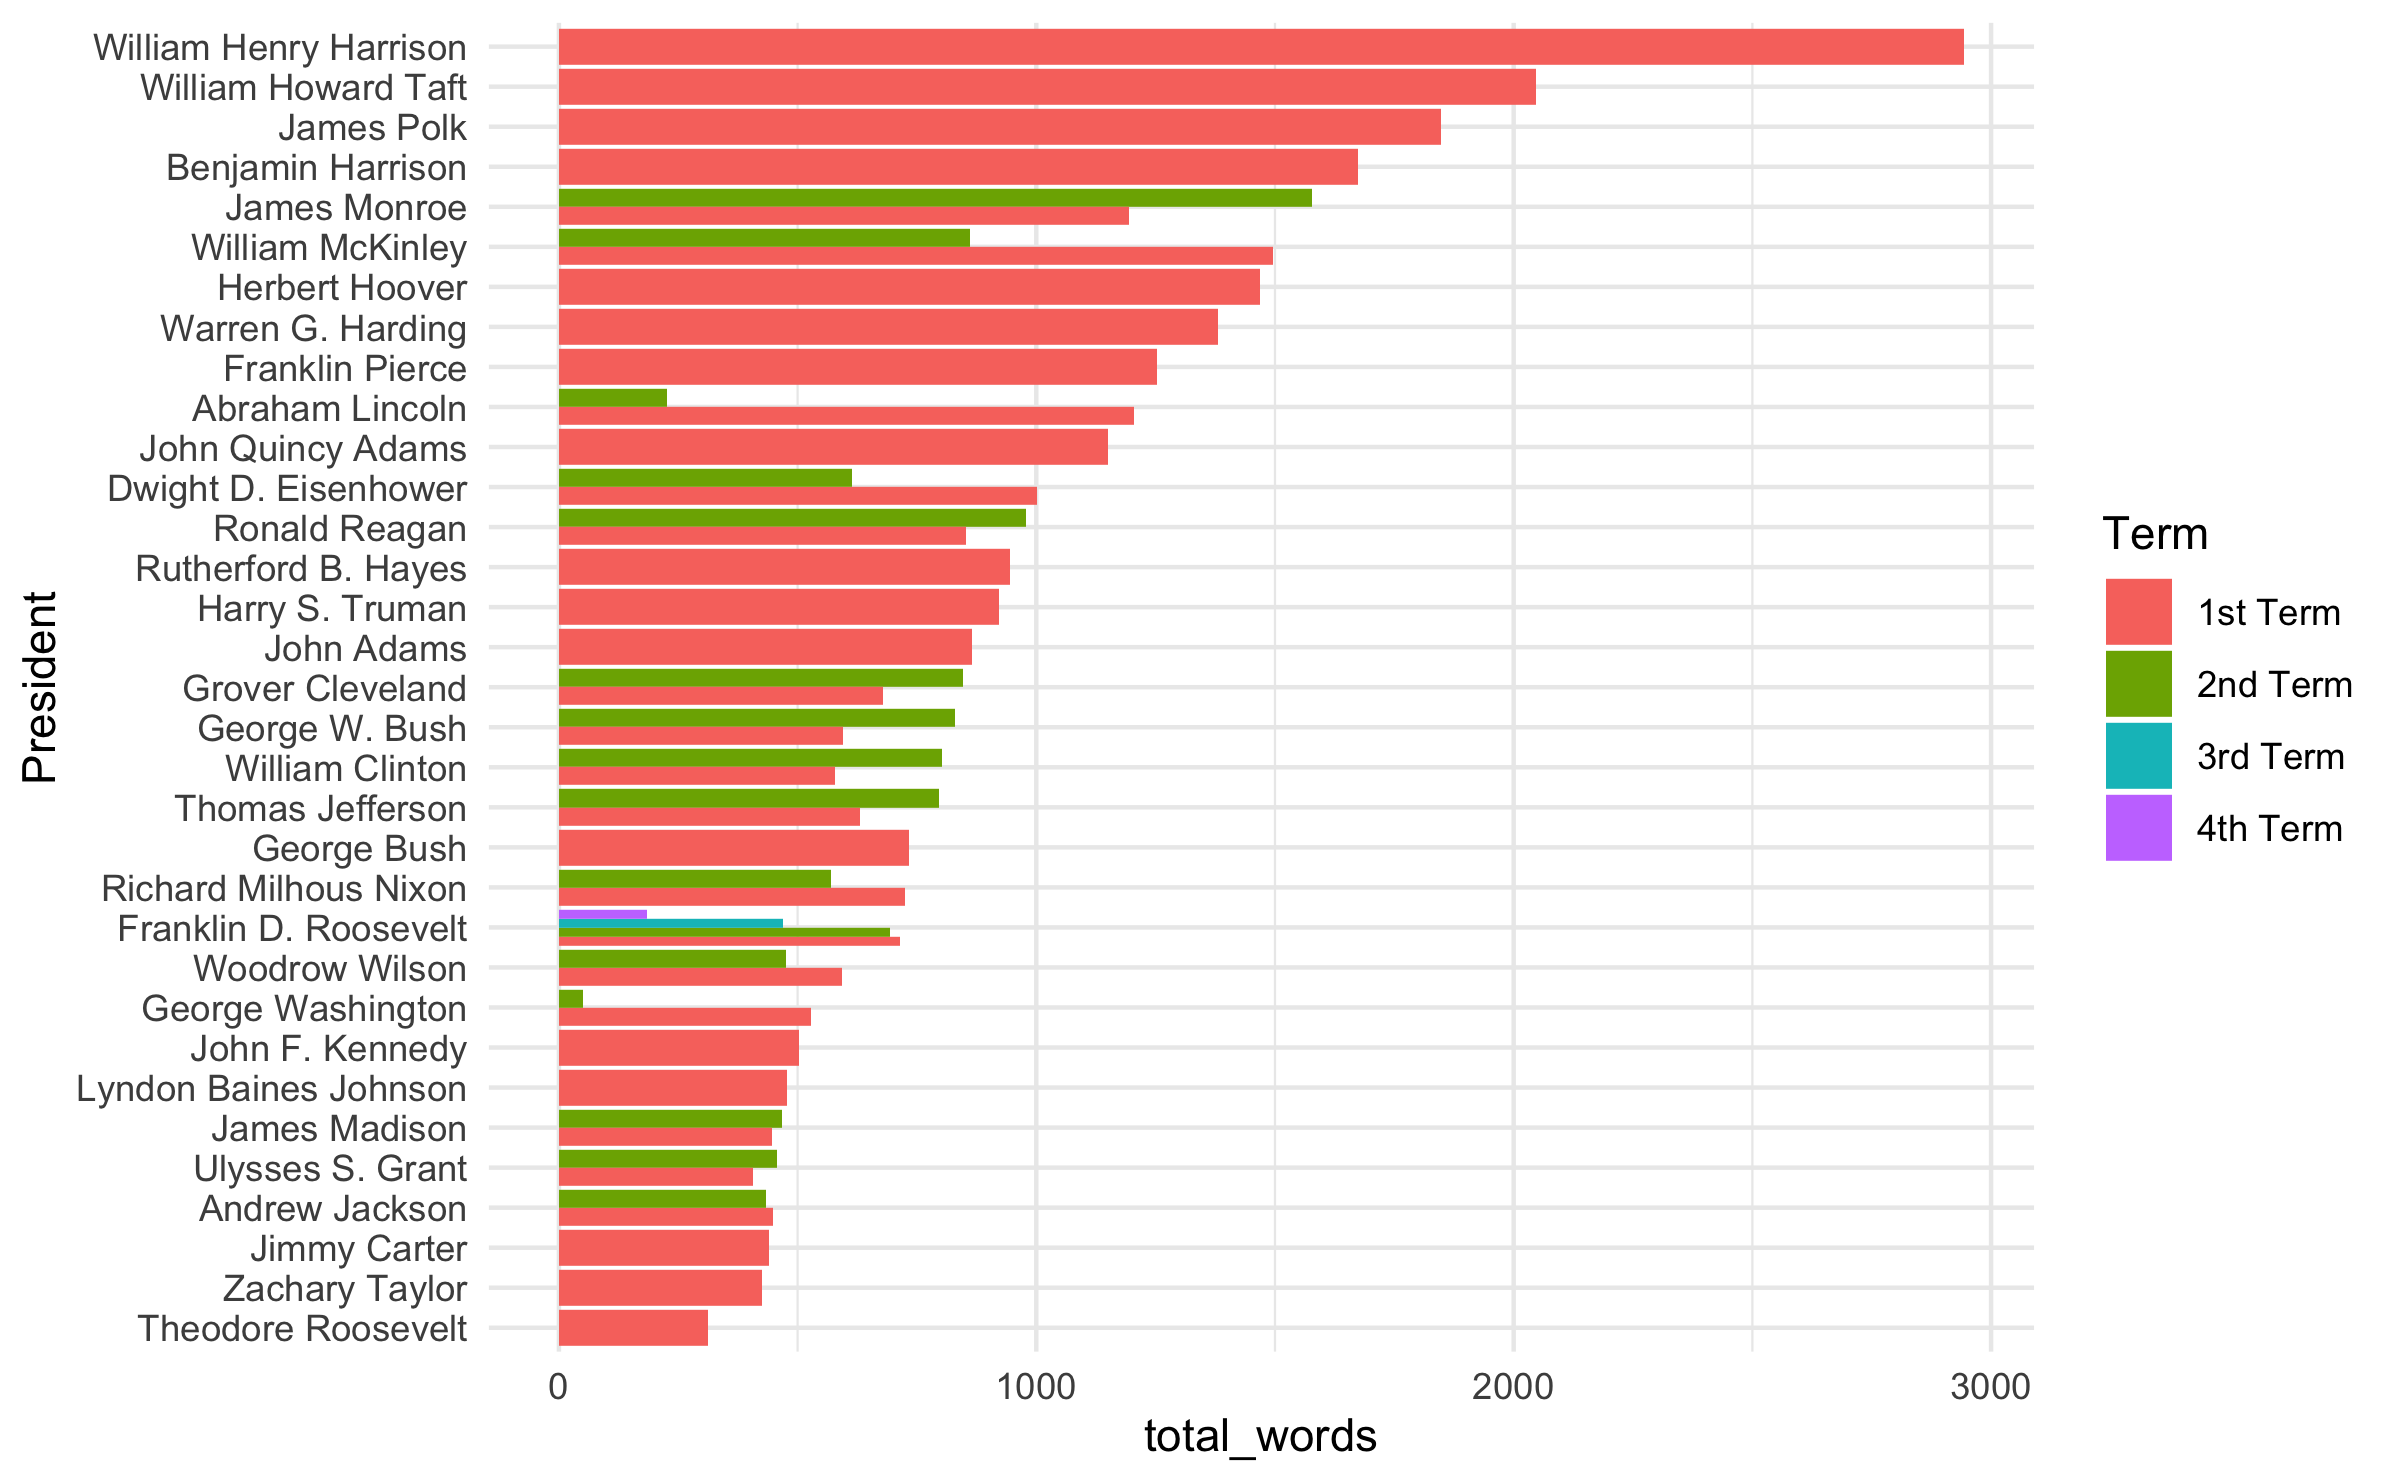 William Henry Harrison
William Howard Taft
James Polk
Benjamin Harrison
James Monroe
William McKinley
Herbert Hoover
Warren G. Harding
Franklin Pierce
Abraham Lincoln
John Quincy Adams
Dwight D. Eisenhower
Ronald Reagan
Rutherford B. Hayes
Harry S. Truman
John Adams
Grover Cleveland
George W. Bush
William Clinton
Thomas Jefferson
George Bush
Richard Milhous Nixon
Franklin D. Roosevelt
Woodrow Wilson
George Washington
John F. Kennedy
Lyndon Baines Johnson
James Madison
Ulysses S. Grant
Andrew Jackson
Jimmy Carter
Zachary Taylor
Theodore Roosevelt
President
0 1000 2000 3000
total_words
Term
1st Term
2nd Term
3rd Term
4th Term